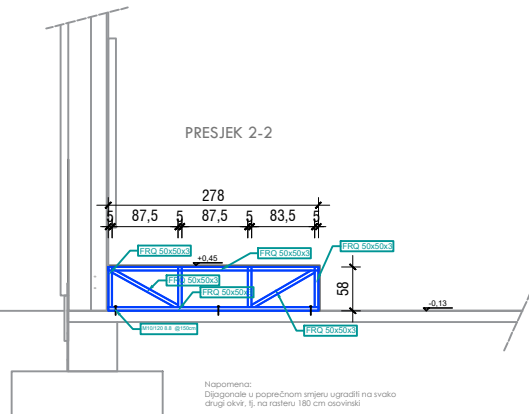 PRESJEK 2-2
278
5 87,5 5 87,5 5 83,5 5
FRQ 50x50x3
+0,45
FRQ 50x50x3
FRQ 50x50x3
FRQ 50x50x3
FRQ 50x50x3
58
-0,13
M10/120 8.8 @150cm
FRQ 50x50x3
Napomena:
Dijagonale u poprečnom smjeru ugraditi na svako
drugi okvir, tj. na rasteru 180 cm osovinski